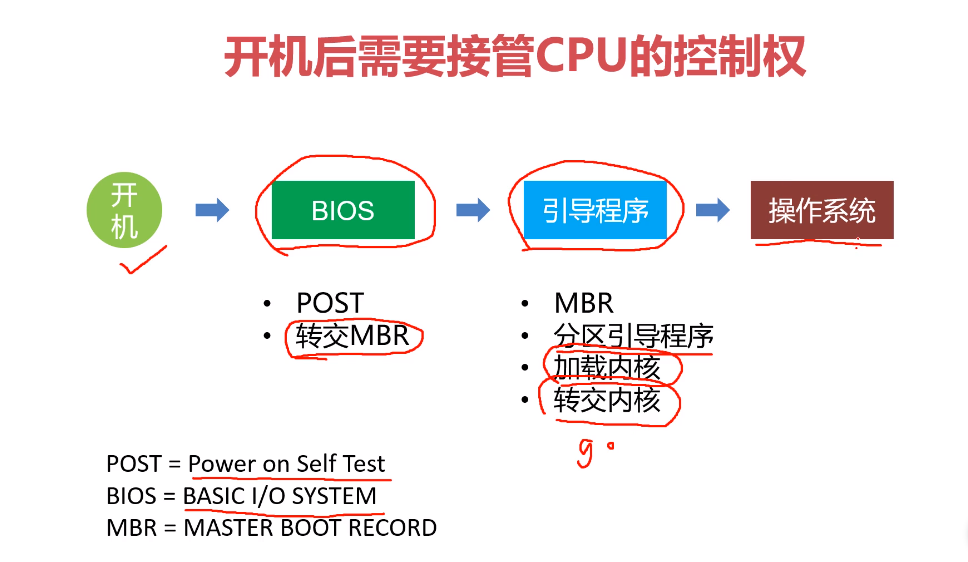 开机后需要接管CPU的控制权
开
机
BIOS
引导程序
操作系统
• POST
• 转交MBR
• MBR
• 分区引导程序
• 加载内核
• 转交内核
go
POST = Power on Self Test
BIOS = BASIC I/O SYSTEM
MBR = MASTER BOOT RECORD